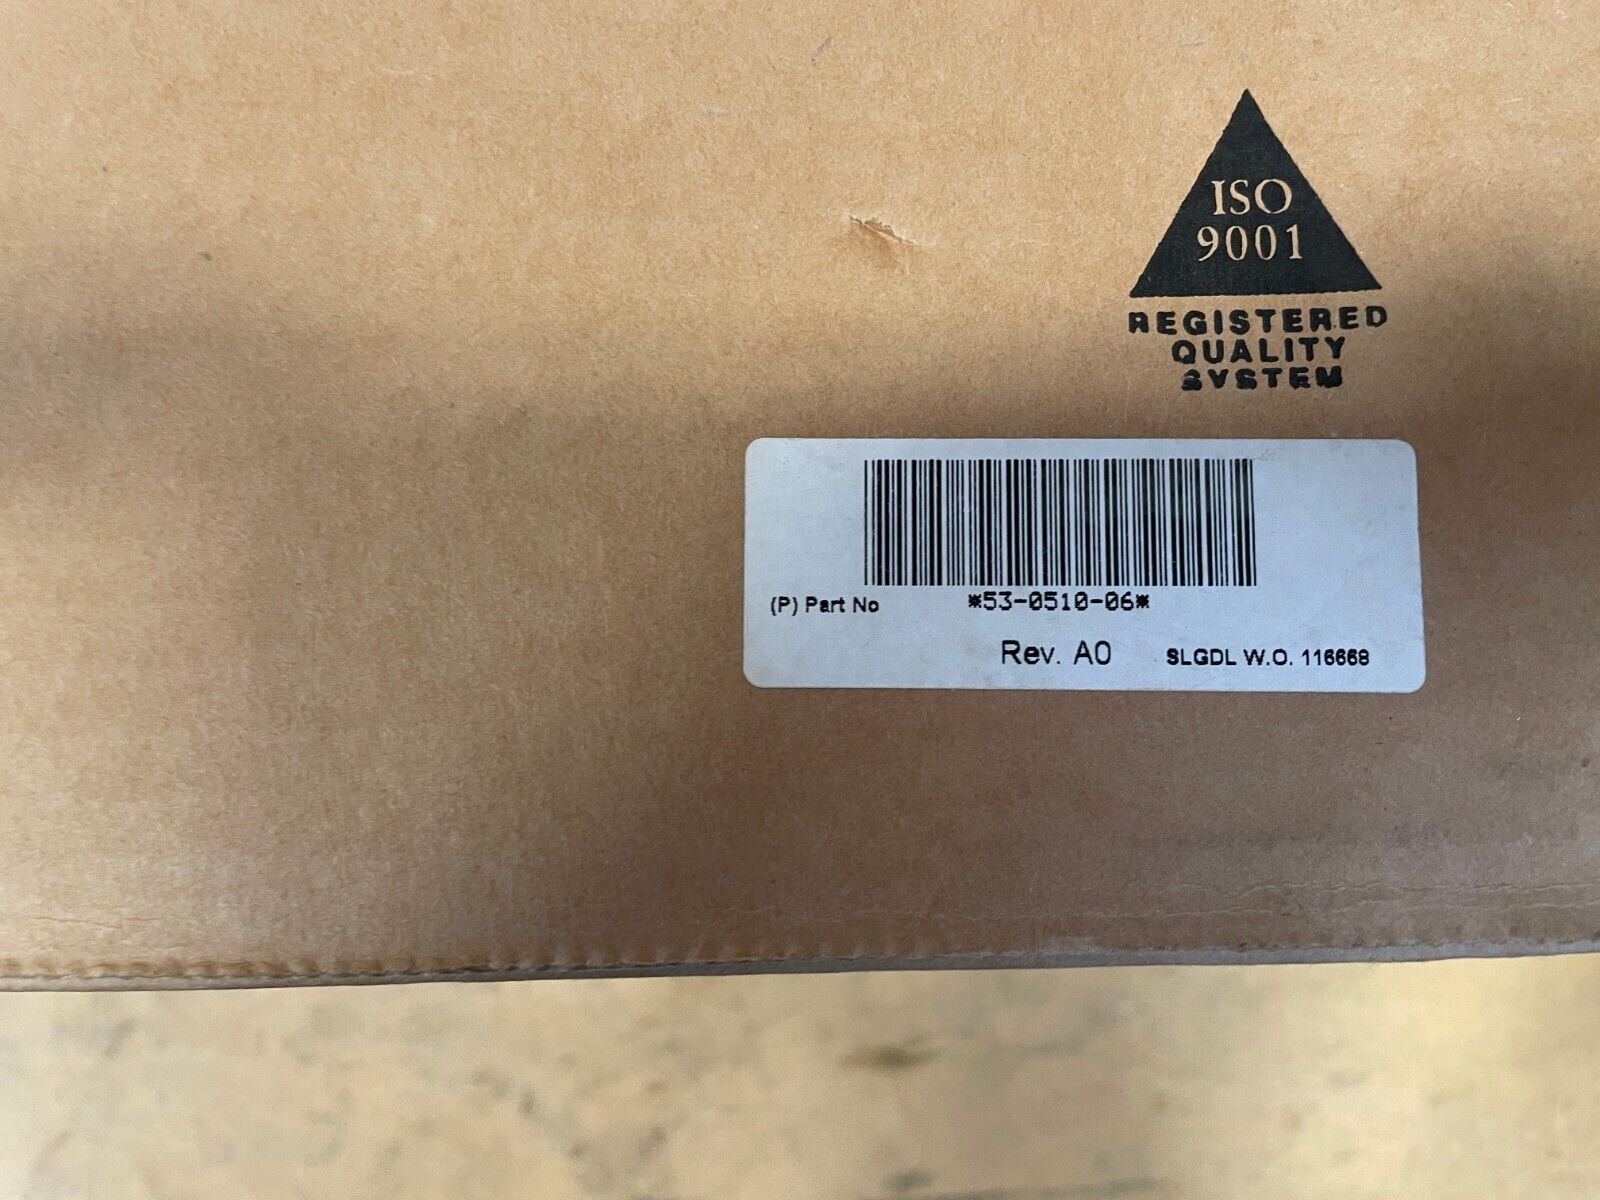 ISO
9001
REGISTERED
QUALITY
SYSTEM
(P) Part No *53-0510-06*
Rev. A0 SLGDL W.O. 116668